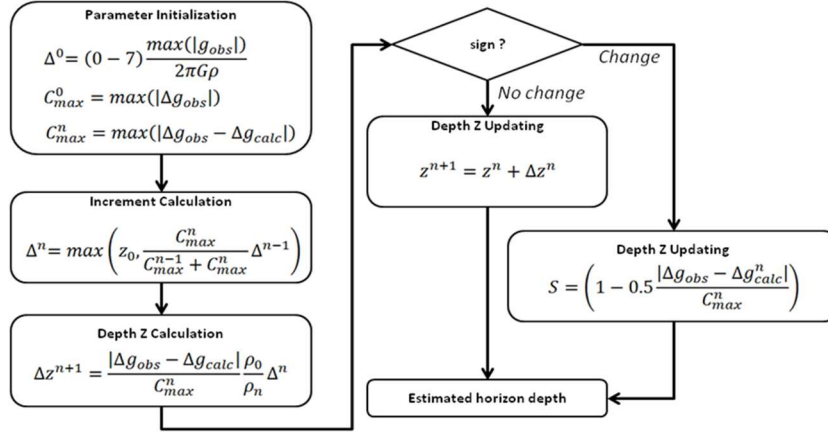 Parameter Initialization
Δ⁰= (0 − 7) max(|g_obs|) / 2πGρ
C⁰_max = max(|Δg_obs|)
Cⁿ_max = max(|Δg_obs − Δg_calc|)
Increment Calculation
Δⁿ= max(z₀, Cⁿ_max / (Cⁿ⁻¹_max + Cⁿ_max) Δⁿ⁻¹)
Depth Z Calculation
Δzⁿ⁺¹ = |Δg_obs − Δg_calc| / Cⁿ_max ρ₀ / ρₙ Δⁿ
sign ?
Change
No change
Depth Z Updating
zⁿ⁺¹ = zⁿ + Δzⁿ
Depth Z Updating
S = (1 − 0.5 |Δg_obs − Δgⁿ_calc| / Cⁿ_max)
Estimated horizon depth